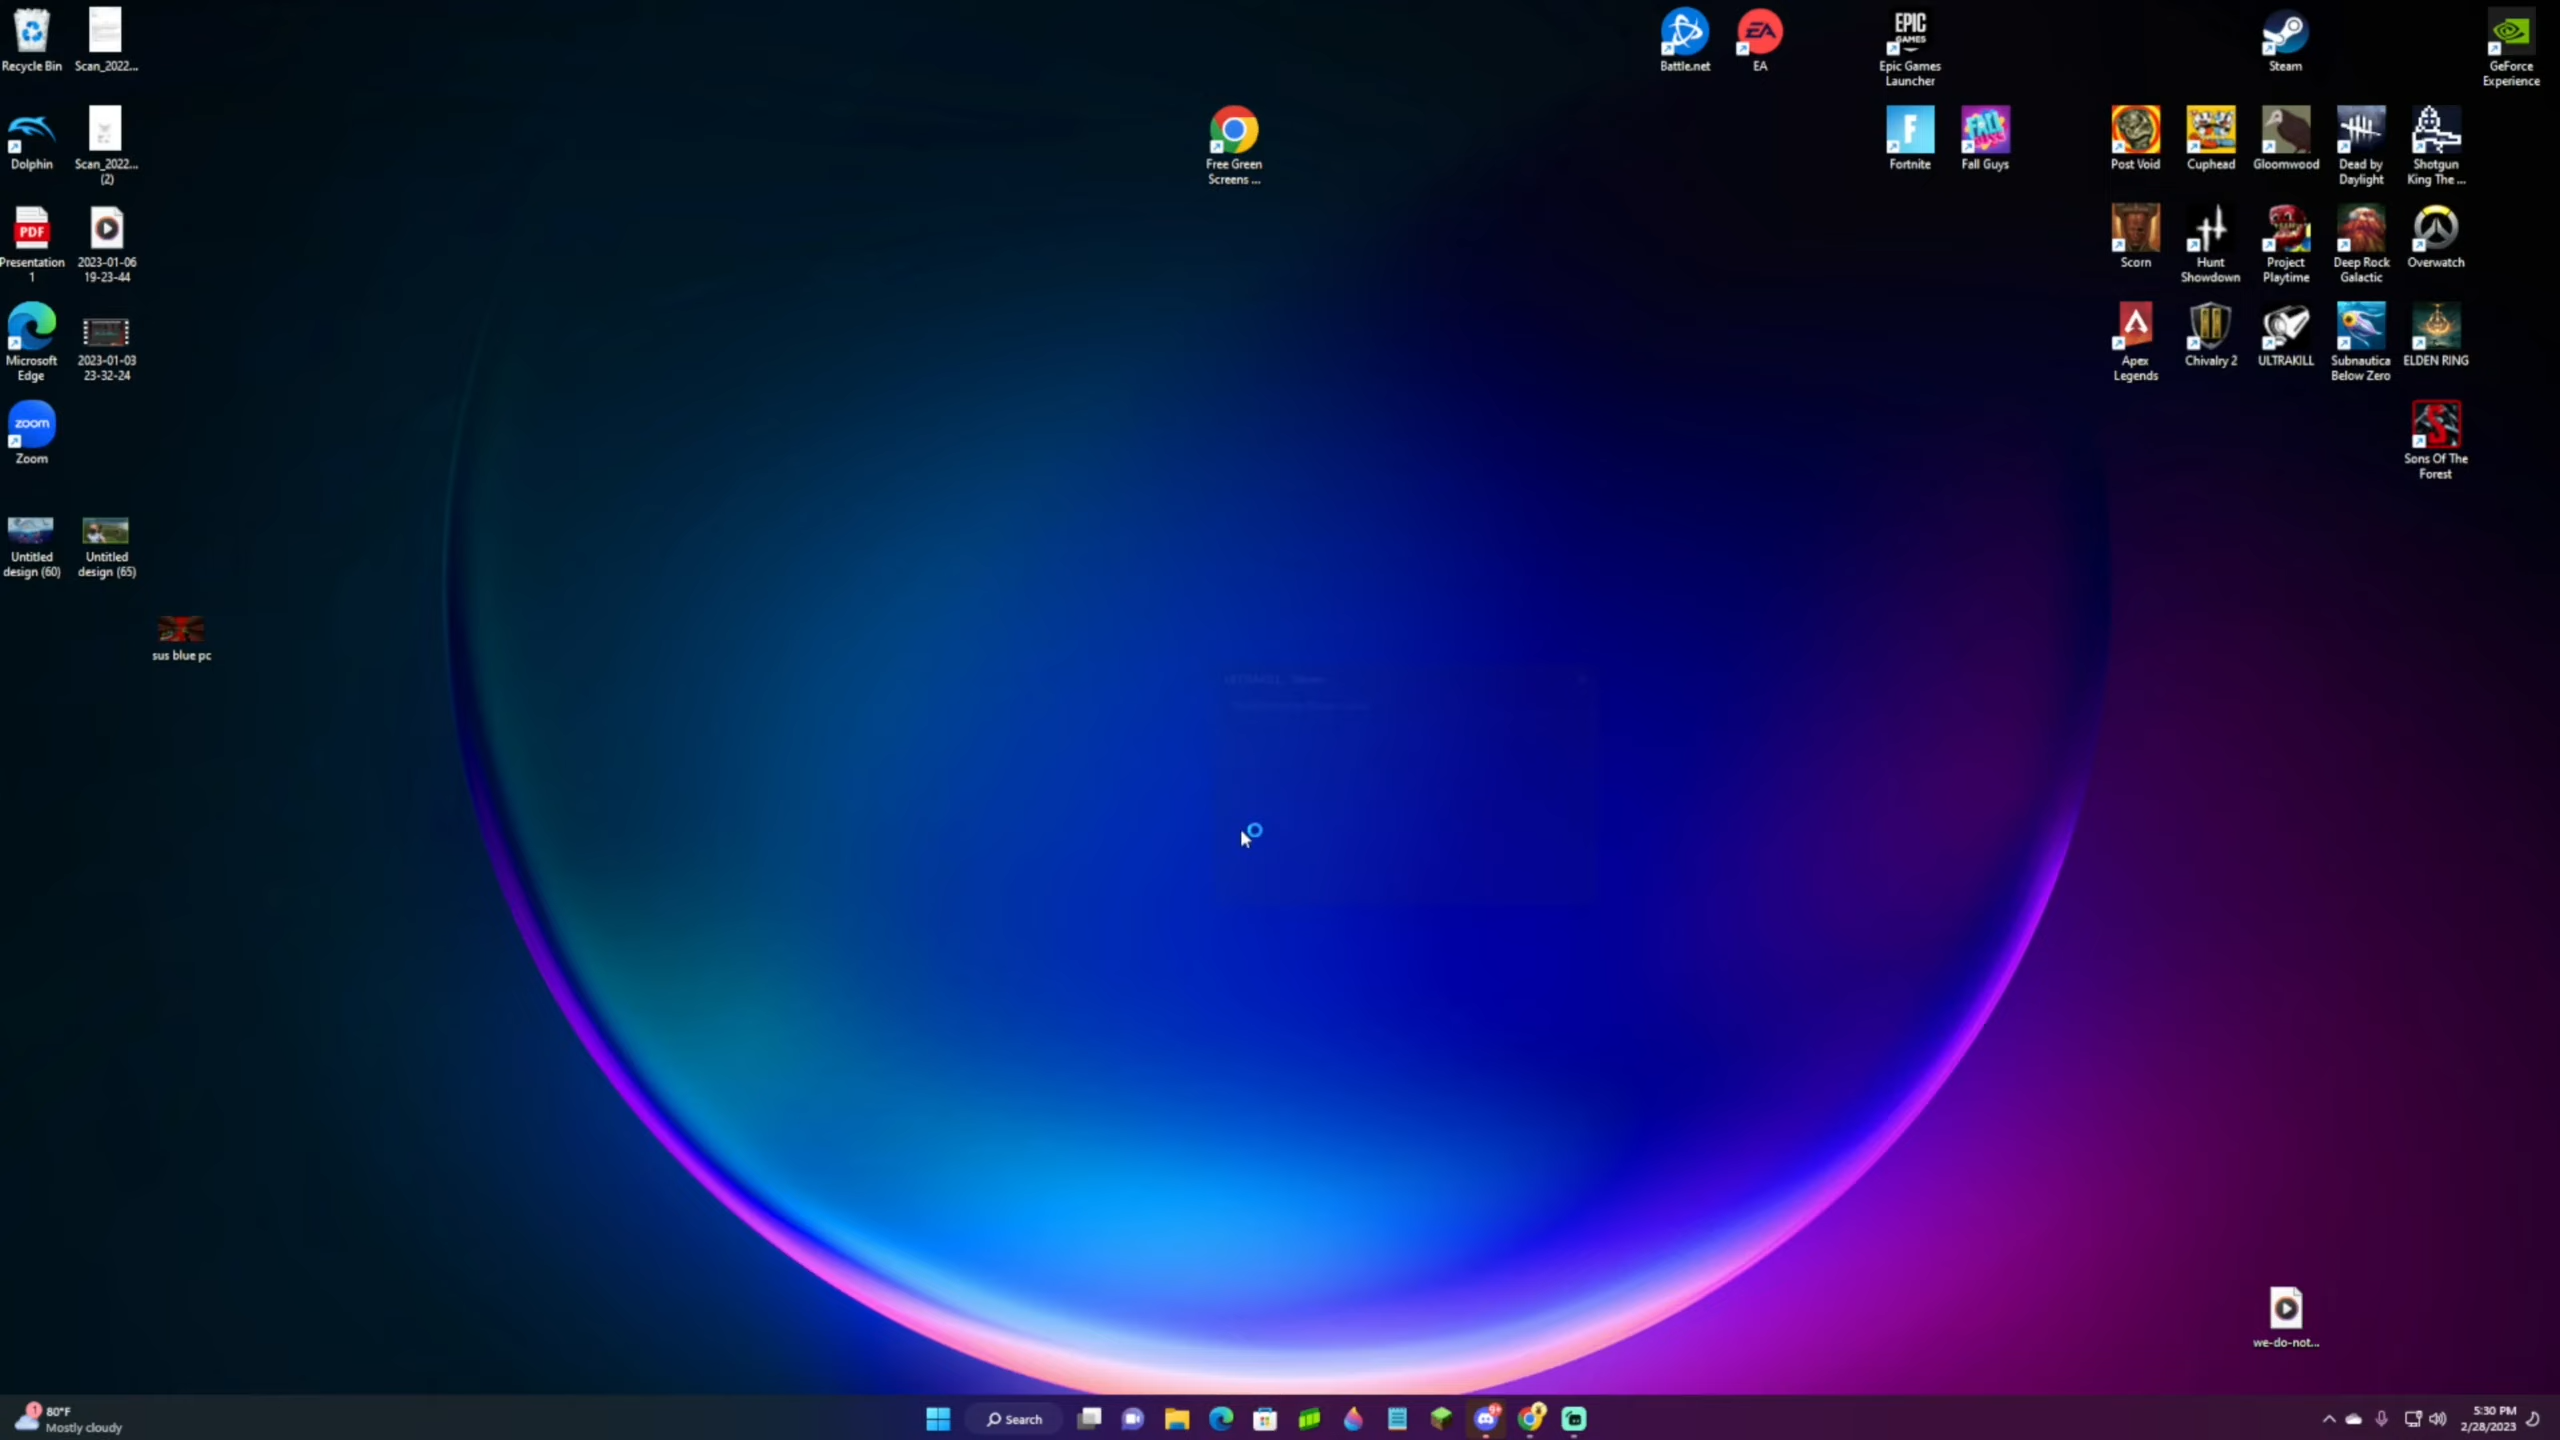 Recycle Bin
Scan_2022...
Battle.net
EA
EPIC
GAMES
Epic Games
Launcher
Steam
GeForce
Experience
Dolphin
Scan_2022...
(2)
Free Green
Screens ...
F
Fortnite
FALL
Fall Guys
Post Void
Cuphead
Gloomwood
Dead by
Daylight
Shotgun
King The ...
PDF
Presentation
1
2023-01-06
19-23-44
Scorn
Hunt
Showdown
Project
Playtime
Deep Rock
Galactic
Overwatch
Microsoft
Edge
2023-01-03
23-32-24
Apex
Legends
Chivalry 2
ULTRAKILL
Subnautica
Below Zero
ELDEN RING
zoom
Zoom
S
Sons Of The
Forest
Untitled
design (60)
Untitled
design (65)
sus blue pc
we-do-not...
1
80°F
Mostly cloudy
Search
9+
5:30 PM
2/28/2023